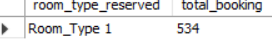 room_type_reserved total_booking
Room_Type 1 534